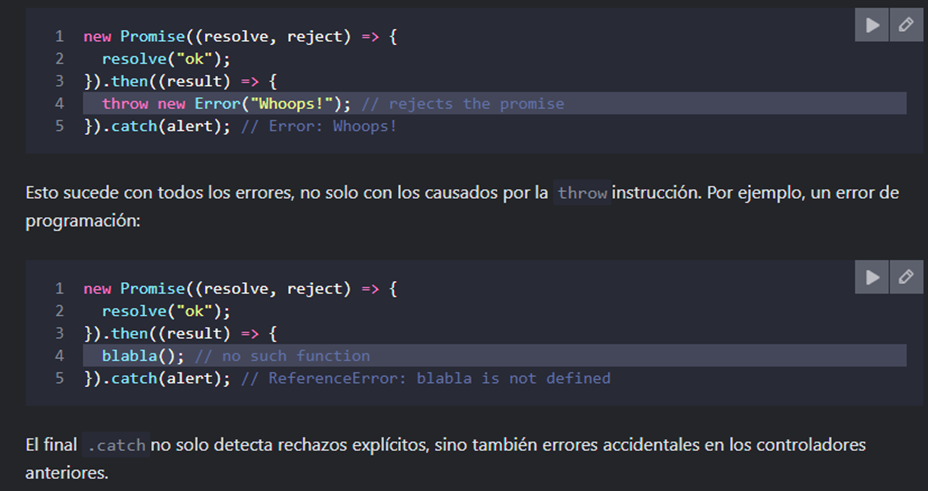 1 new Promise((resolve, reject) => {
2   resolve("ok");
3 }).then((result) => {
4   throw new Error("Whoops!"); // rejects the promise
5 }).catch(alert); // Error: Whoops!
Esto sucede con todos los errores, no solo con los causados por la throw instrucción. Por ejemplo, un error de
programación:
1 new Promise((resolve, reject) => {
2   resolve("ok");
3 }).then((result) => {
4   blabla(); // no such function
5 }).catch(alert); // ReferenceError: blabla is not defined
El final .catch no solo detecta rechazos explícitos, sino también errores accidentales en los controladores
anteriores.